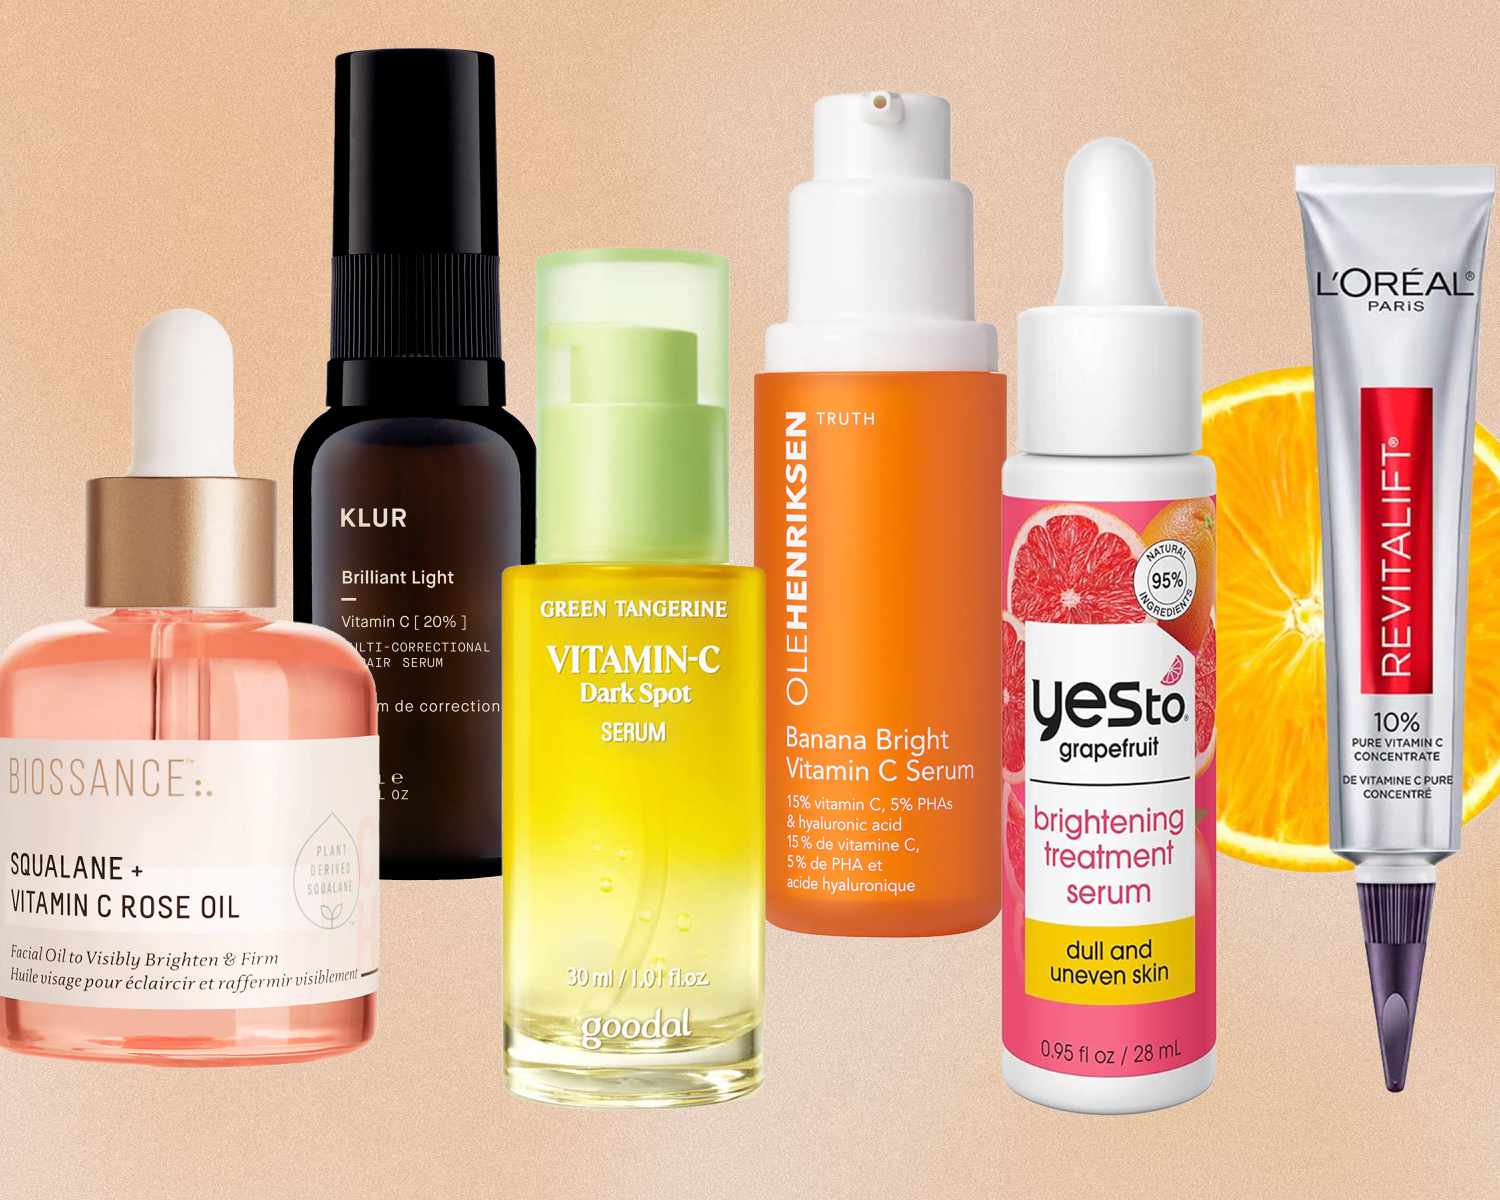 BIOSSANCE
SQUALANE +
VITAMIN C ROSE OIL
Facial Oil to Visibly Brighten & Firm
Huile visage pour éclaircir et raffermir visiblement
PLANT
DERIVED
SQUALANE
KLUR
Brilliant Light
Vitamin C [ 20% ]
LTI-CORRECTIONAL
AIR SERUM
m de correction
L e
L OZ
GREEN TANGERINE
VITAMIN-C
Dark Spot
SERUM
30 ml / 1.01 fl.oz.
goodal
OLEHENRIKSEN
TRUTH
Banana Bright
Vitamin C Serum
15% vitamin C, 5% PHAs
& hyaluronic acid
15 % de vitamine C,
5 % de PHA et
acide hyaluronique
NATURAL
95%
INGREDIENTS
yesto
grapefruit
brightening
treatment
serum
dull and
uneven skin
0.95 fl oz / 28 mL
L'ORÉAL®
PARIS
REVITALIFT®
10%
PURE VITAMIN C
CONCENTRATE
DE VITAMINE C PURE
CONCENTRÉ